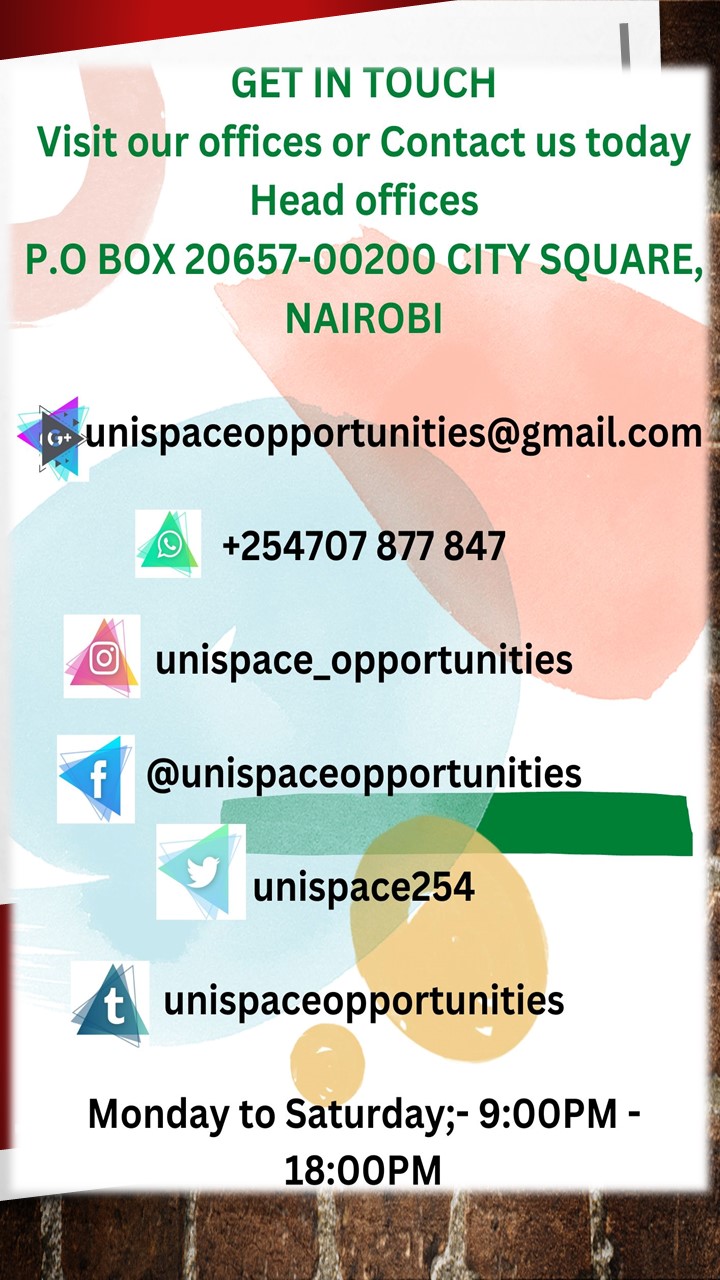 GET IN TOUCH
Visit our offices or Contact us today
Head offices
P.O BOX 20657-00200 CITY SQUARE,
NAIROBI
G+ unispaceopportunities@gmail.com
+254707 877 847
unispace_opportunities
f @unispaceopportunities
unispace254
t unispaceopportunities
Monday to Saturday;- 9:00PM -
18:00PM